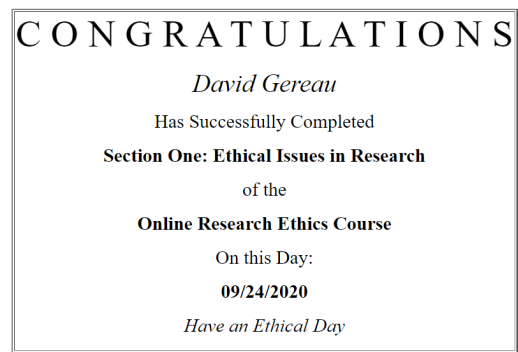 CONGRATULATIONS
David Gereau
Has Successfully Completed
Section One: Ethical Issues in Research
of the
Online Research Ethics Course
On this Day:
09/24/2020
Have an Ethical Day